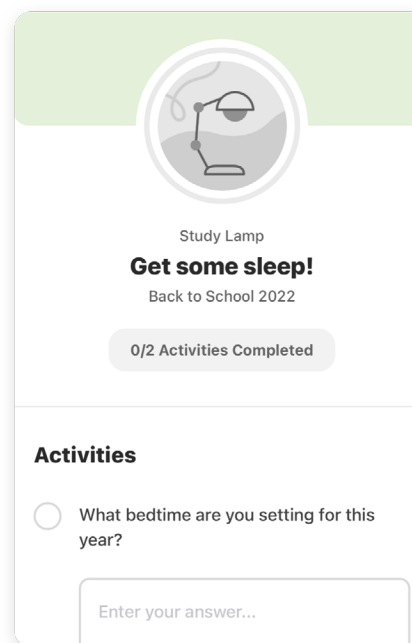 Study Lamp
Get some sleep!
Back to School 2022
0/2 Activities Completed
Activities
What bedtime are you setting for this
year?
Enter your answer...